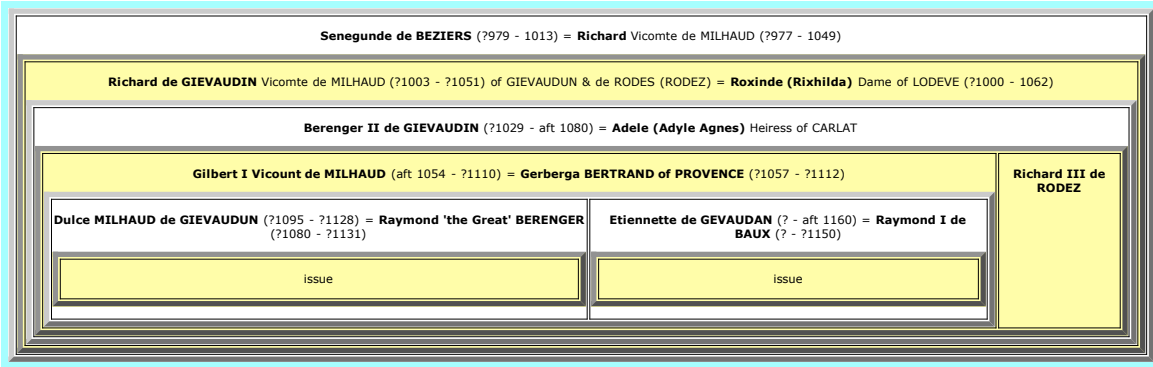 Senegunde de BEZIERS (?979 - 1013) = Richard Vicomte de MILHAUD (?977 - 1049)
Richard de GIEVAUDIN Vicomte de MILHAUD (?1003 - ?1051) of GIEVAUDUN & de RODES (RODEZ) = Roxinde (Rixhilda) Dame of LODEVE (?1000 - 1062)
Berenger II de GIEVAUDIN (?1029 - aft 1080) = Adele (Adyle Agnes) Heiress of CARLAT
Gilbert I Vicount de MILHAUD (aft 1054 - ?1110) = Gerberga BERTRAND of PROVENCE (?1057 - ?1112)
Dulce MILHAUD de GIEVAUDUN (?1095 - ?1128) = Raymond 'the Great' BERENGER
(?1080 - ?1131)
issue
Etiennette de GEVAUDAN (? - aft 1160) = Raymond I de
BAUX (? - ?1150)
issue
Richard III de
RODEZ